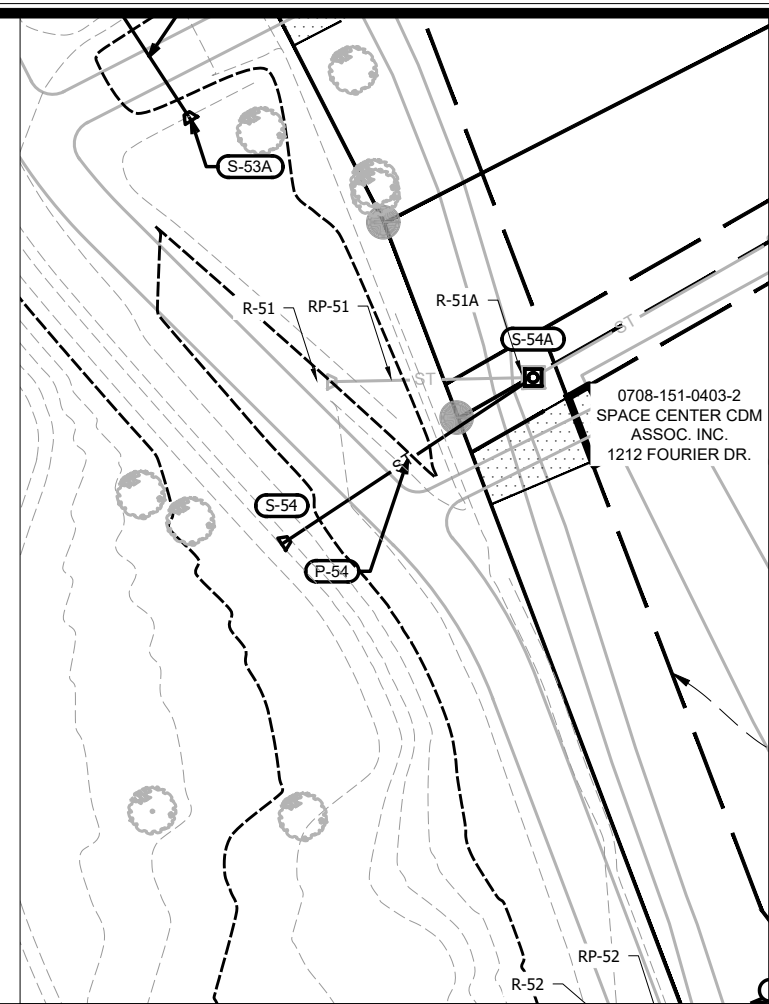 S-53A
R-51
RP-51
R-51A
S-54A
ST
ST
0708-151-0403-2
SPACE CENTER CDM
ASSOC. INC.
1212 FOURIER DR.
ST
S-54
P-54
RP-52
R-52